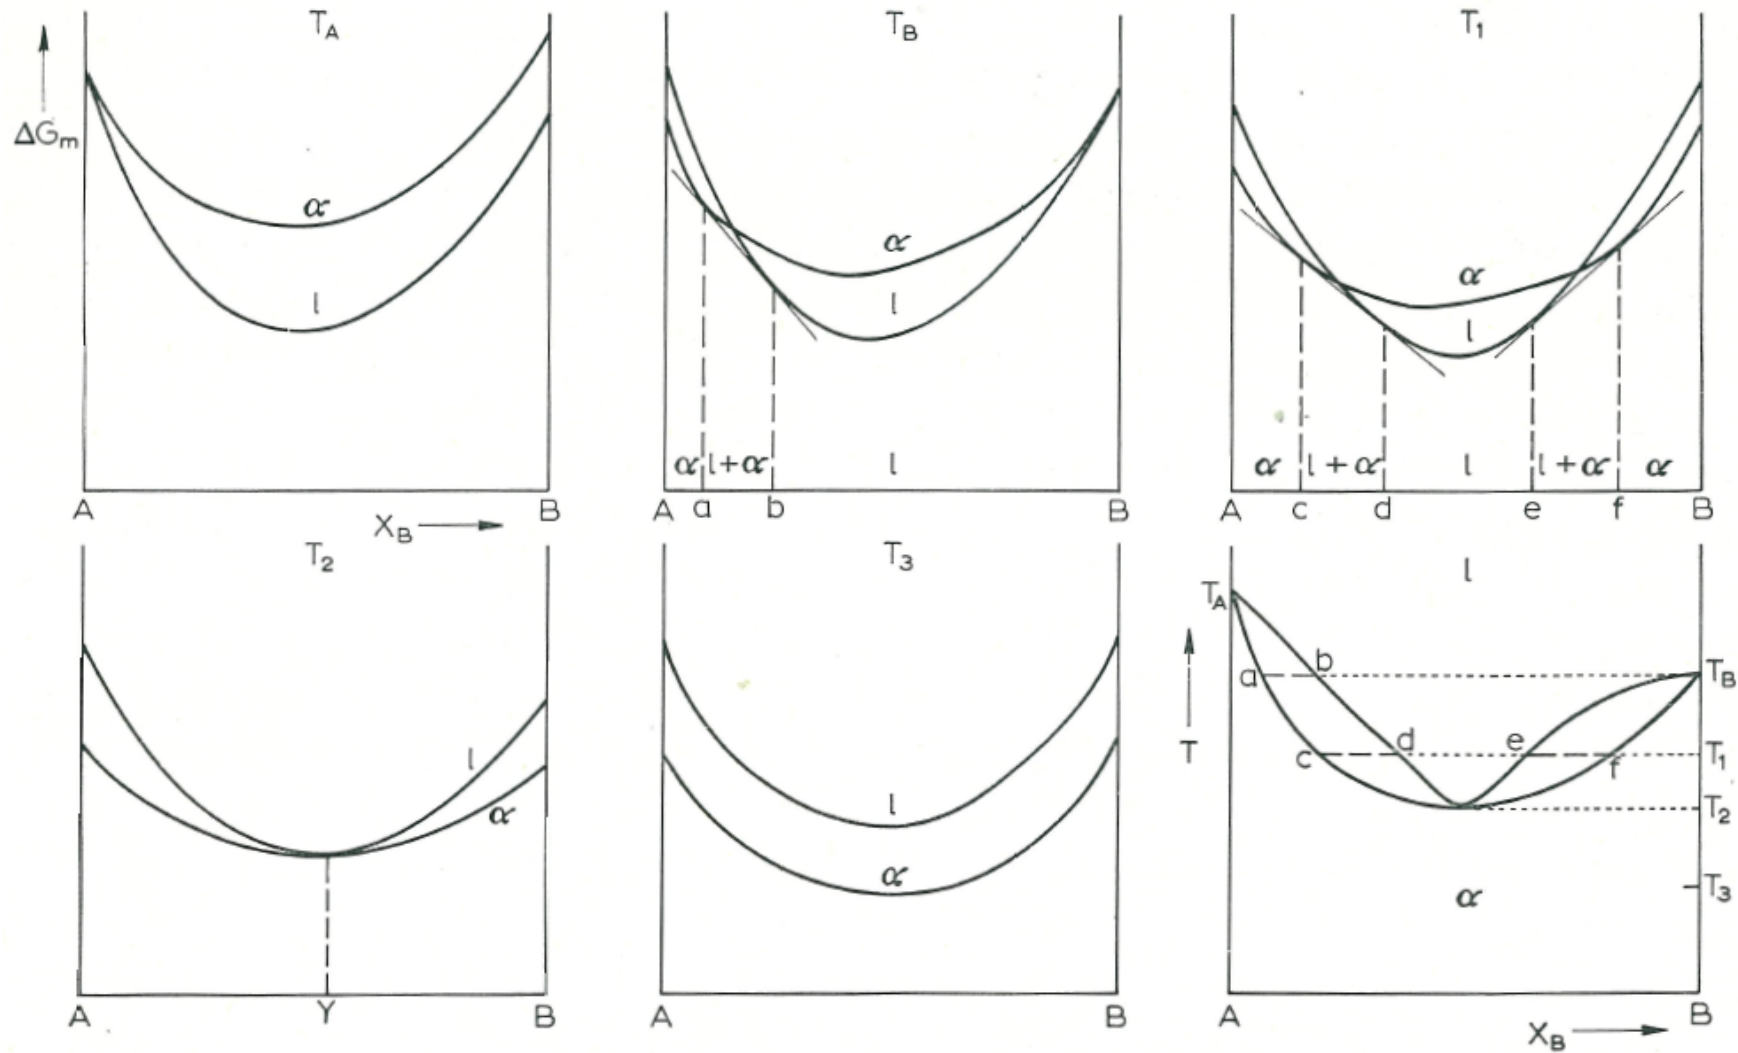 T_A
ΔG_m
α
l
A B
X_B
T_B
α
l
α l+α l
A a b B
T_1
α
l
α l+α l l+α α
A c d e f B
T_2
l
α
A Y B
T_3
l
α
A B
l
T_A
b
a T_B
T
d e
c f T_1
T_2
T_3
α
A B
X_B